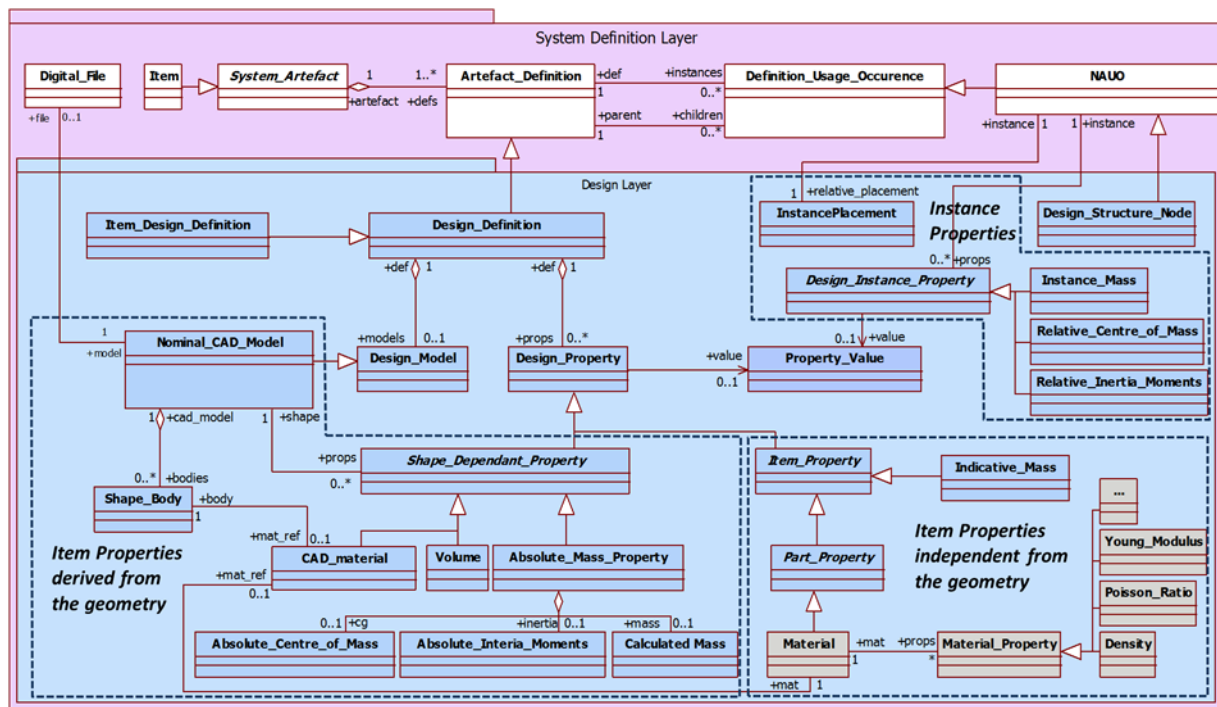 System Definition Layer
Digital_File
Item
System_Artefact
1
1..*
Artefact_Definition
+def
+instances
Definition_Usage_Occurence
NAUO
+artefact
+defs
1
0..*
+file
0..1
+parent
+children
1
0..*
+instance
1
1
+instance
Design Layer
1
+relative_placement
Item_Design_Definition
Design_Definition
InstancePlacement
Instance
Properties
Design_Structure_Node
+def
1
+def
1
0..*
+props
Design_Instance_Property
Instance_Mass
1
+model
Nominal_CAD_Model
+models
0..1
+props
0..*
0..1
+value
Relative_Centre_of_Mass
Design_Model
Design_Property
+value
0..1
Property_Value
Relative_Inertia_Moments
1
+cad_model
1
+shape
+props
0..*
Shape_Dependant_Property
Item_Property
Indicative_Mass
0..*
+bodies
Shape_Body
+body
1
...
Item Properties
derived from
the geometry
+mat_ref
0..1
CAD_material
Volume
Absolute_Mass_Property
Part_Property
Item Properties
independent from
the geometry
Young_Modulus
+mat_ref
0..1
Poisson_Ratio
0..1
+cg
+inertia
0..1
+mass
0..1
Absolute_Centre_of_Mass
Absolute_Interia_Moments
Calculated Mass
Material
+mat
1
+props
*
Material_Property
Density
+mat
1